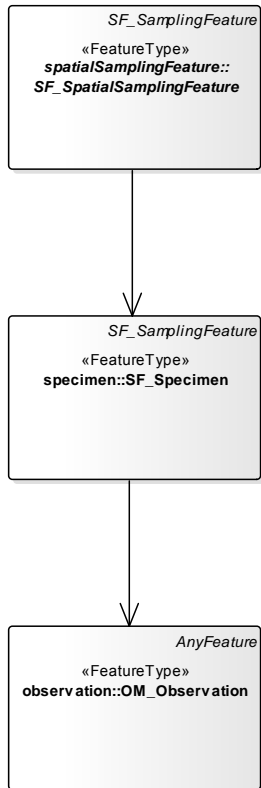 SF_SamplingFeature
«FeatureType»
spatialSamplingFeature::
SF_SpatialSamplingFeature
SF_SamplingFeature
«FeatureType»
specimen::SF_Specimen
AnyFeature
«FeatureType»
observation::OM_Observation